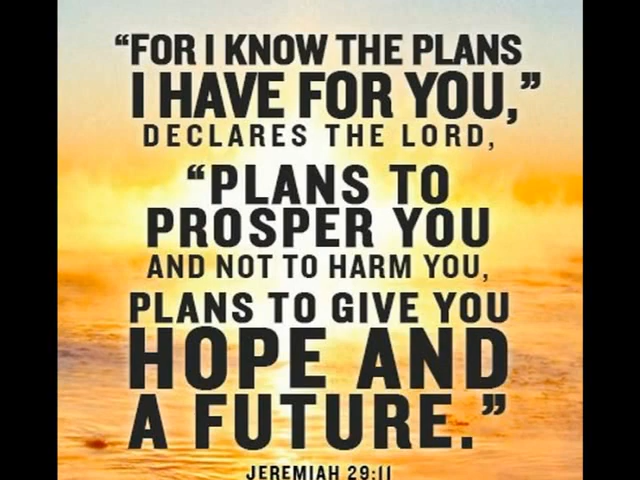 “FOR I KNOW THE PLANS
I HAVE FOR YOU,”
DECLARES THE LORD,
“PLANS TO
PROSPER YOU
AND NOT TO HARM YOU,
PLANS TO GIVE YOU
HOPE AND
A FUTURE.”
JEREMIAH 29:11